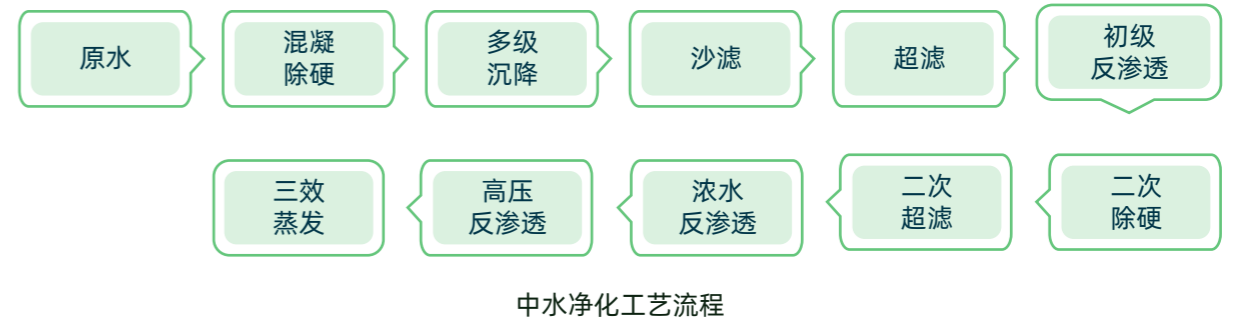 原水
混凝
除硬
多级
沉降
沙滤
超滤
初级
反渗透
二次
除硬
二次
超滤
浓水
反渗透
高压
反渗透
三效
蒸发
中水净化工艺流程